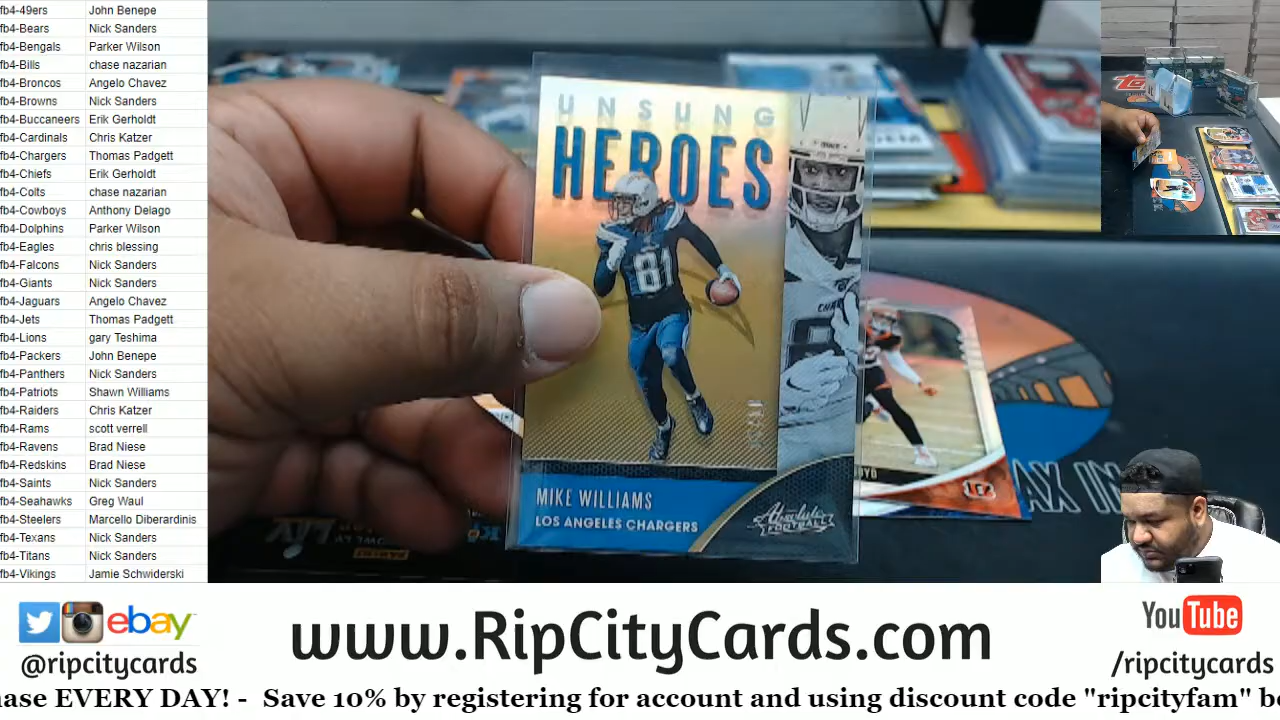 fb4-49ers John Benepe
fb4-Bears Nick Sanders
fb4-Bengals Parker Wilson
fb4-Bills chase nazarian
fb4-Broncos Angelo Chavez
fb4-Browns Nick Sanders
fb4-Buccaneers Erik Gerholdt
fb4-Cardinals Chris Katzer
fb4-Chargers Thomas Padgett
fb4-Chiefs Erik Gerholdt
fb4-Colts chase nazarian
fb4-Cowboys Anthony Delago
fb4-Dolphins Parker Wilson
fb4-Eagles chris blessing
fb4-Falcons Nick Sanders
fb4-Giants Nick Sanders
fb4-Jaguars Angelo Chavez
fb4-Jets Thomas Padgett
fb4-Lions gary Teshima
fb4-Packers John Benepe
fb4-Panthers Nick Sanders
fb4-Patriots Shawn Williams
fb4-Raiders Chris Katzer
fb4-Rams scott verrell
fb4-Ravens Brad Niese
fb4-Redskins Brad Niese
fb4-Saints Nick Sanders
fb4-Seahawks Greg Waul
fb4-Steelers Marcello Diberardinis
fb4-Texans Nick Sanders
fb4-Titans Nick Sanders
fb4-Vikings Jamie Schwiderski
UNSUNG
HEROES
81
MIKE WILLIAMS
LOS ANGELES CHARGERS
Absolute
FOOTBALL
LIV
PANINI
AX IN
ebay
@ripcitycards
www.RipCityCards.com
YouTube
/ripcitycards
hase EVERY DAY! - Save 10% by registering for account and using discount code "ripcityfam" be